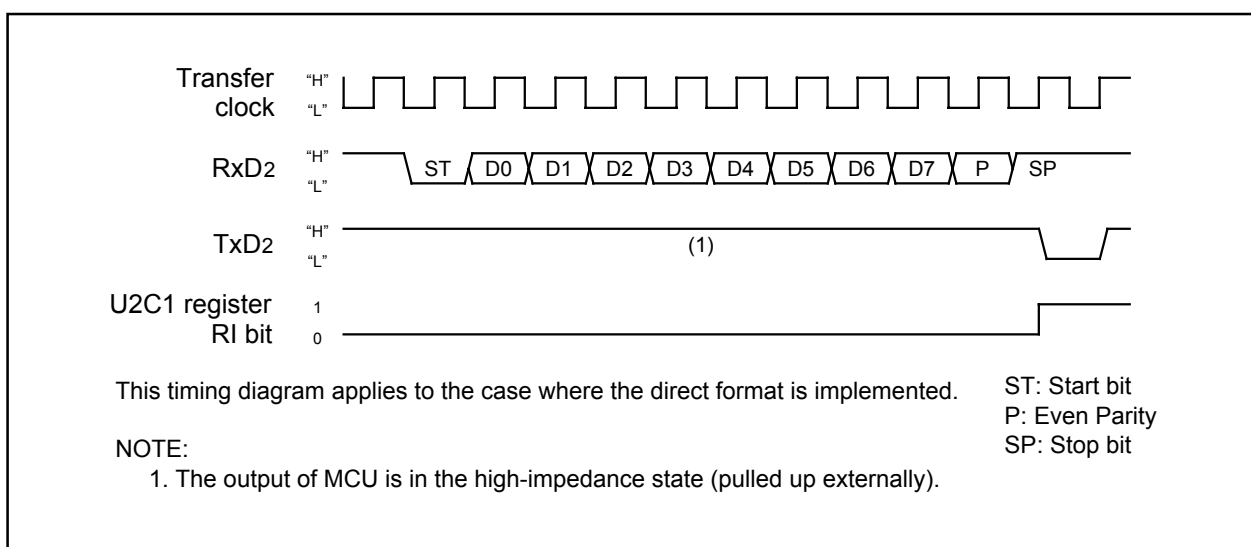 Transfer clock “H” “L”
RxD2 “H” “L” ST D0 D1 D2 D3 D4 D5 D6 D7 P SP
TxD2 “H” “L” (1)
U2C1 register RI bit 1 0
This timing diagram applies to the case where the direct format is implemented.
ST: Start bit
P: Even Parity
SP: Stop bit
NOTE:
1. The output of MCU is in the high-impedance state (pulled up externally).